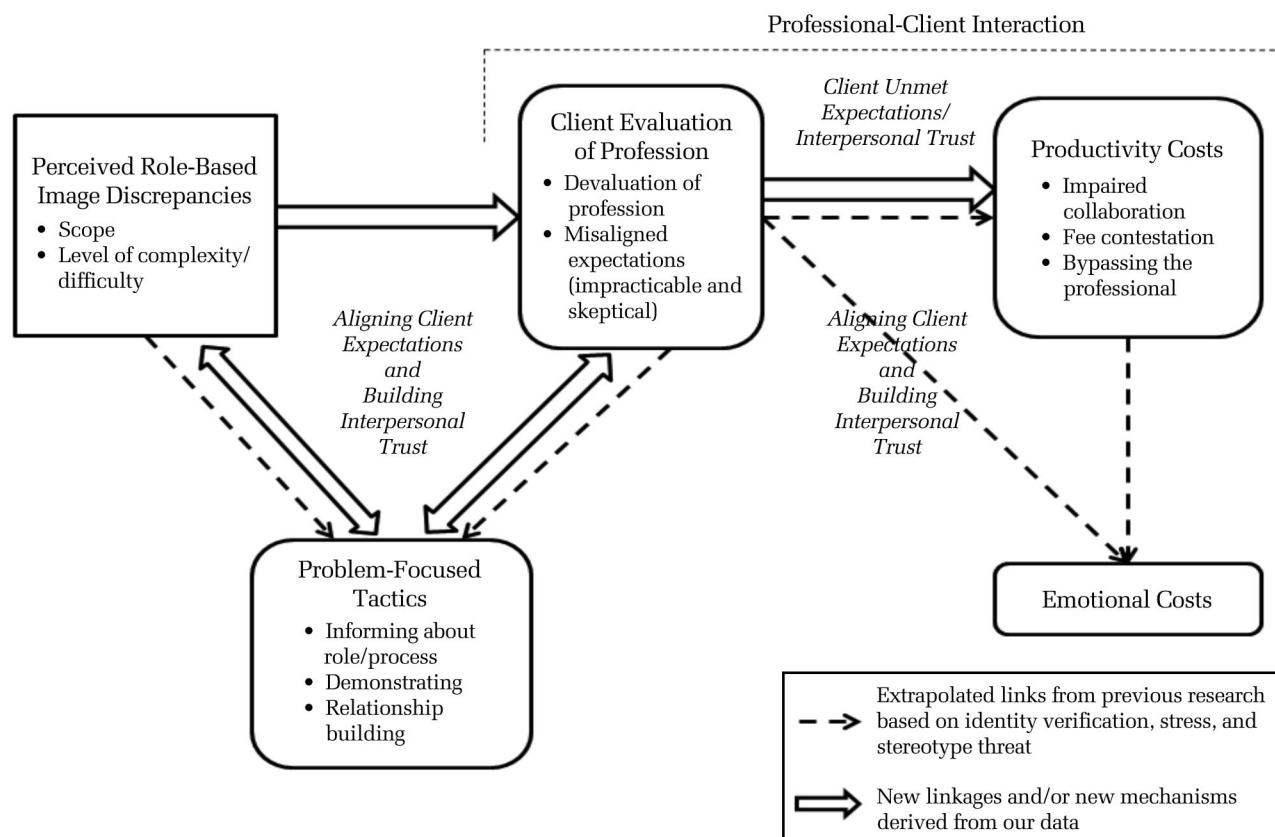 Professional-Client Interaction
Perceived Role-Based
Image Discrepancies
• Scope
• Level of complexity/
difficulty
Client Evaluation
of Profession
• Devaluation of
profession
• Misaligned
expectations
(impracticable and
skeptical)
Client Unmet
Expectations/
Interpersonal Trust
Productivity Costs
• Impaired
collaboration
• Fee contestation
• Bypassing the
professional
Aligning Client
Expectations
and
Building
Interpersonal
Trust
Aligning Client
Expectations
and
Building
Interpersonal
Trust
Problem-Focused
Tactics
• Informing about
role/process
• Demonstrating
• Relationship
building
Emotional Costs
Extrapolated links from previous research
based on identity verification, stress, and
stereotype threat
New linkages and/or new mechanisms
derived from our data